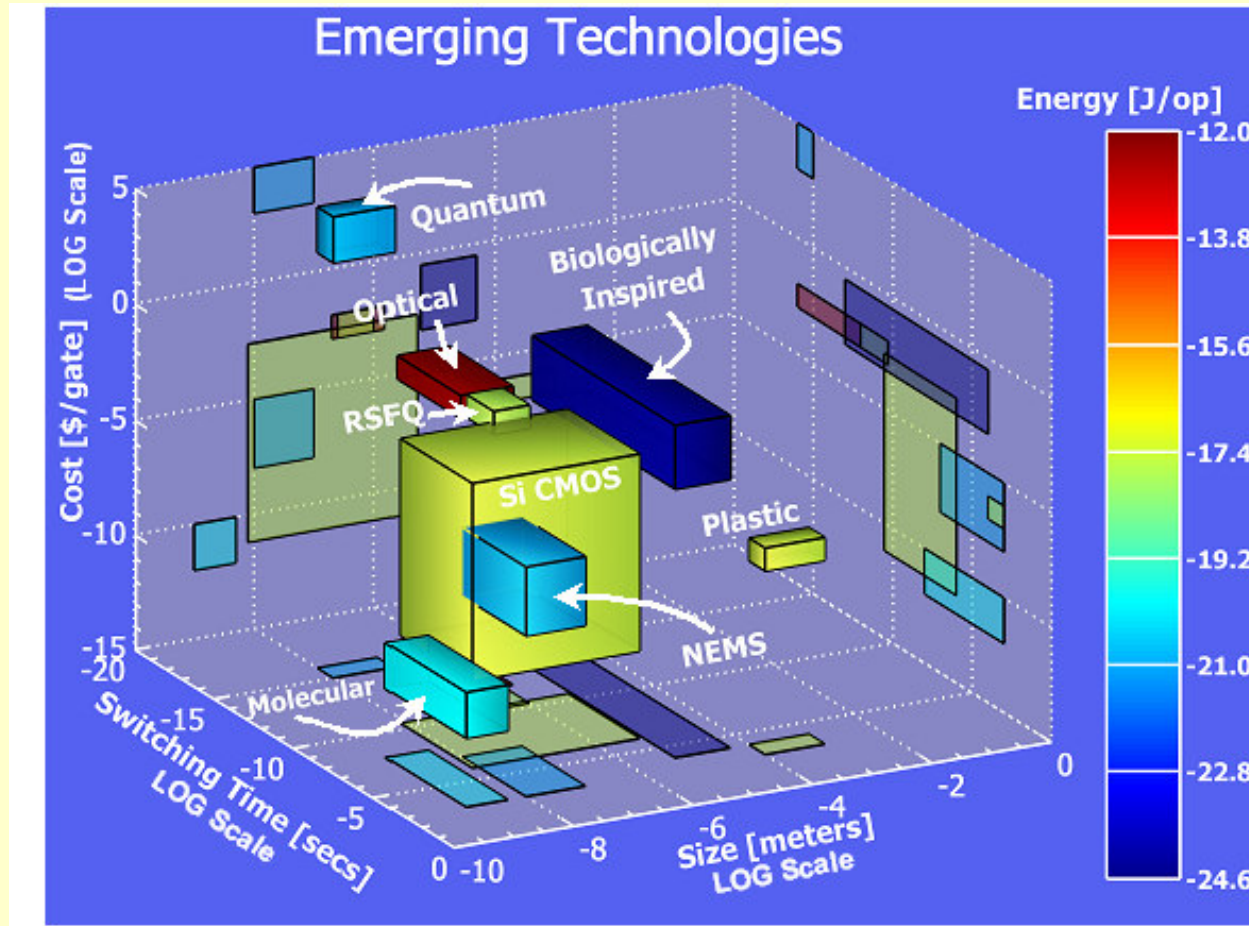 Emerging Technologies
Energy [J/op]
-12.0
-13.8
-15.6
-17.4
-19.2
-21.0
-22.8
-24.6
Cost [$/gate] (LOG Scale)
5
0
-5
-10
-15
Quantum
Biologically
Inspired
Optical
RSFQ
Si CMOS
Plastic
NEMS
Molecular
-20
-15
-10
-5
0
Switching Time [secs]
LOG Scale
-10
-8
-6
-4
-2
0
Size [meters]
LOG Scale